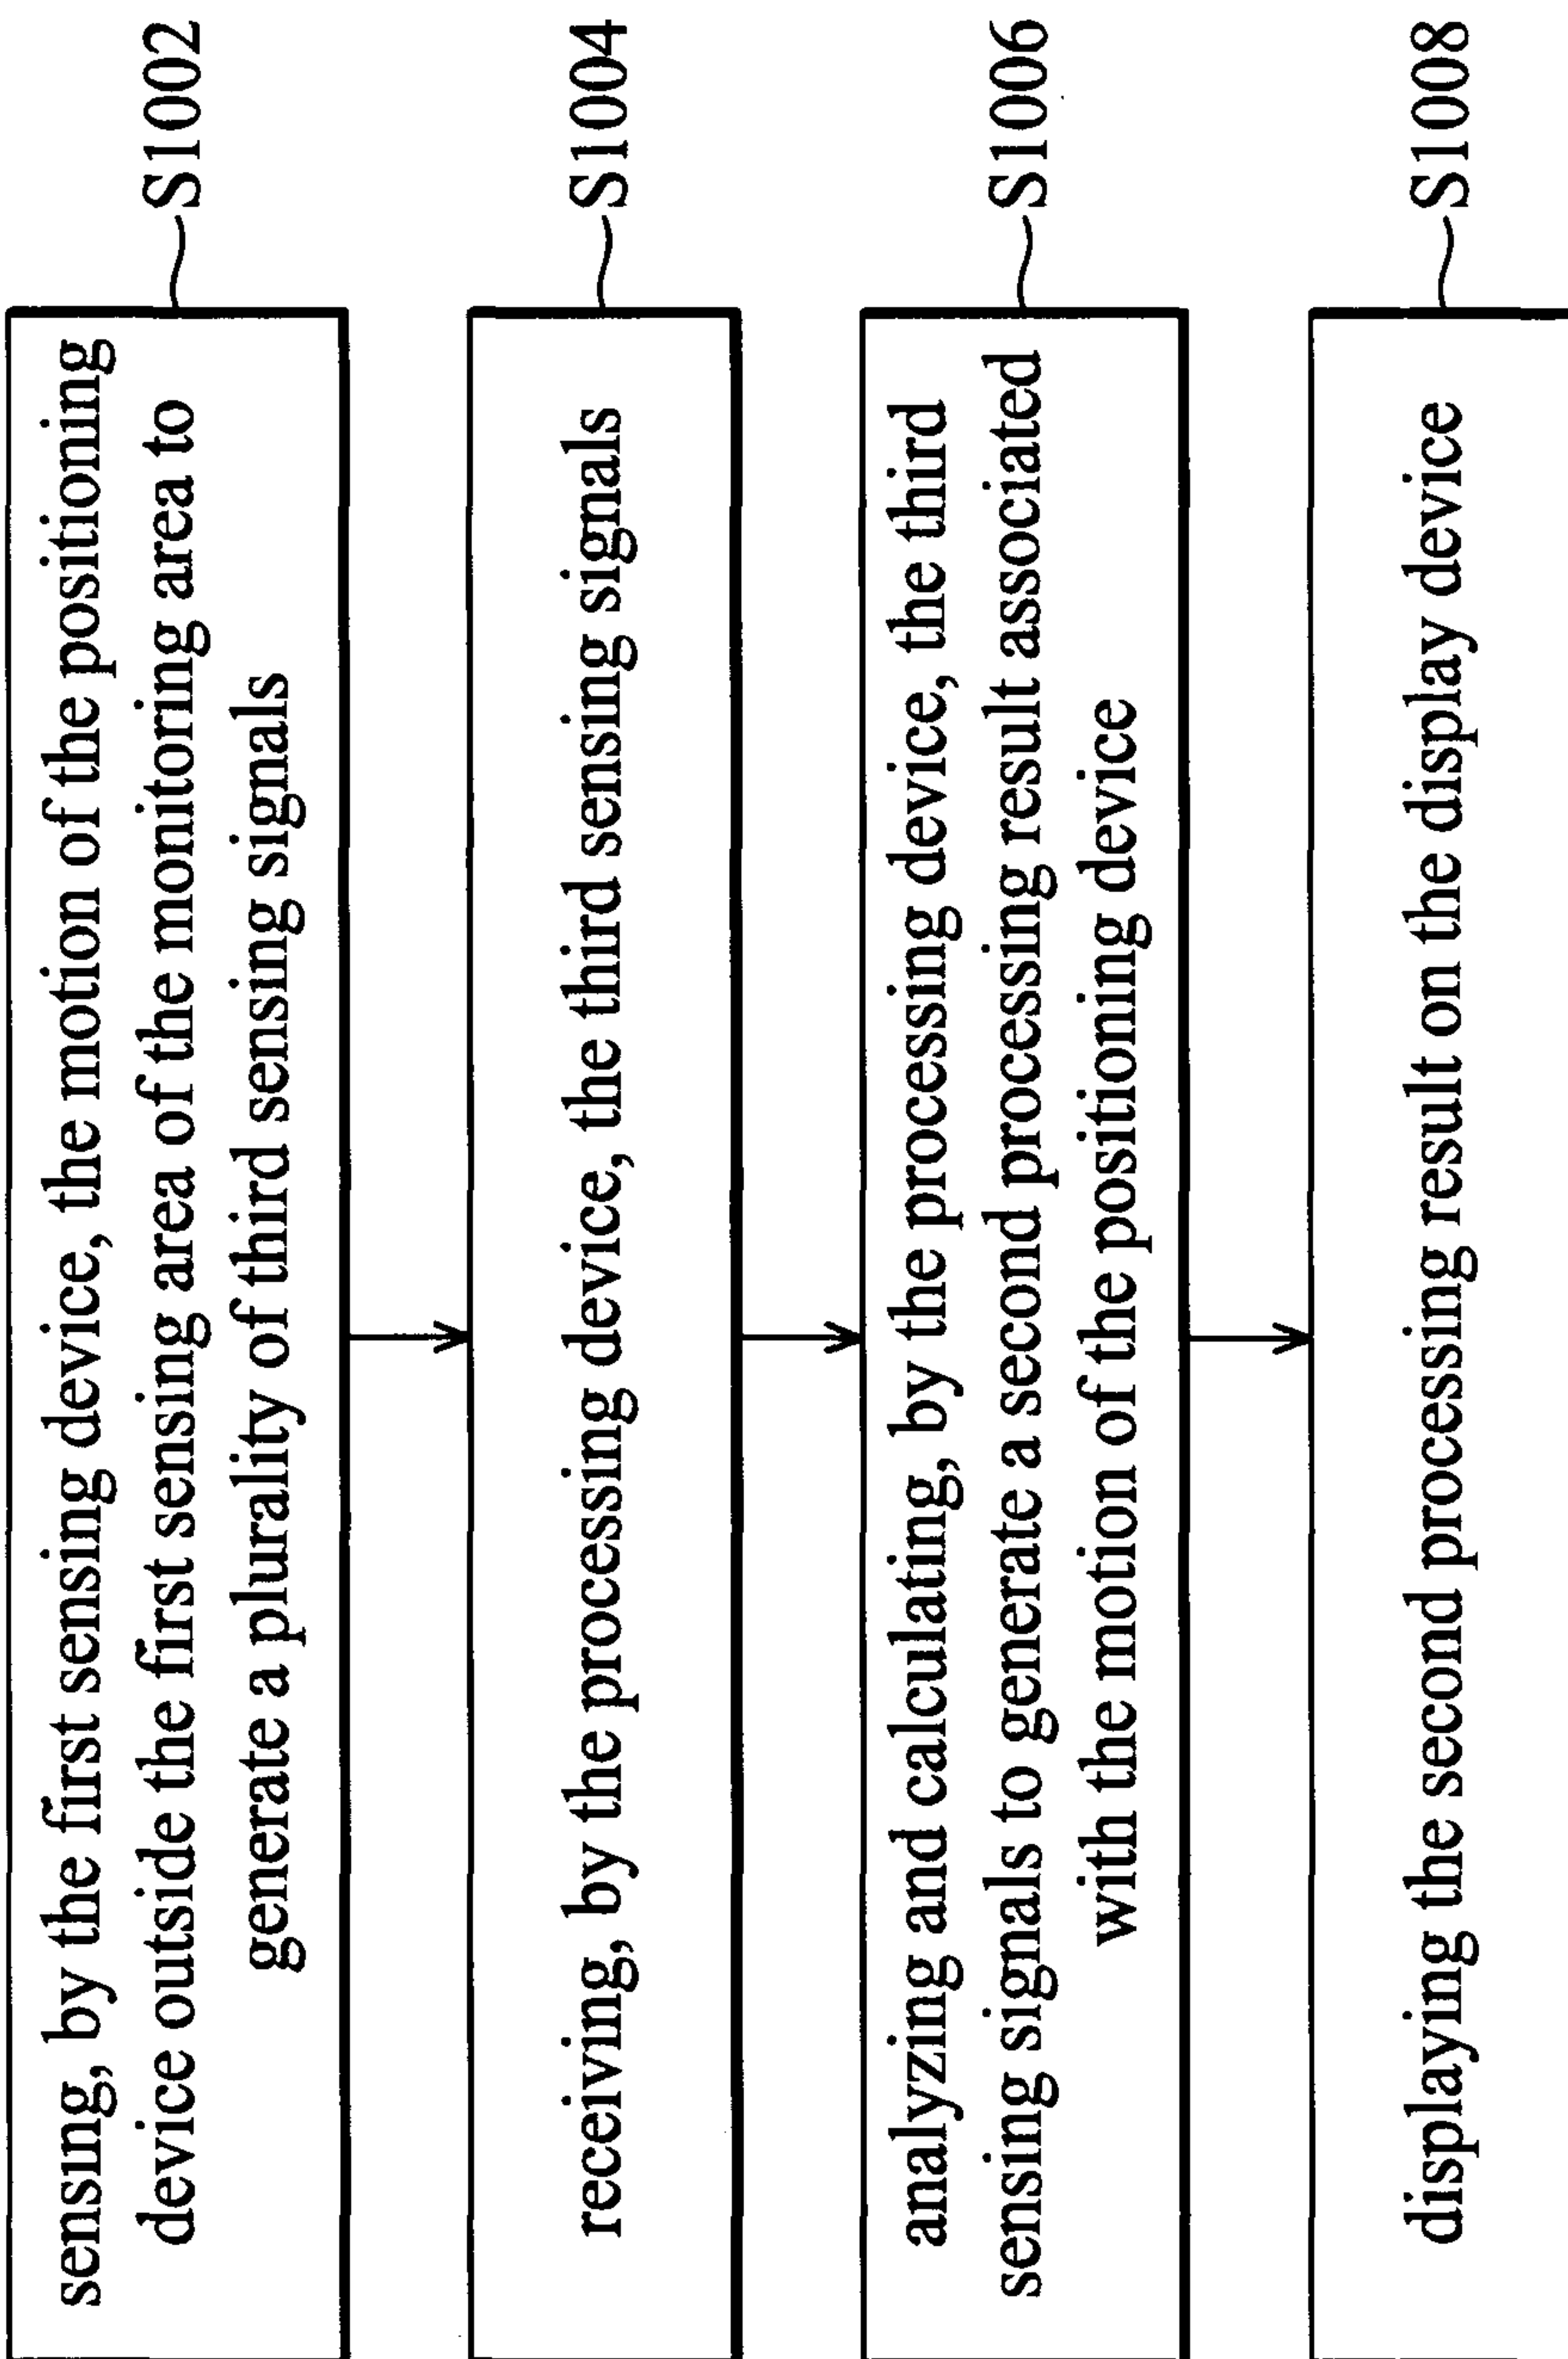 sensing, by the first sensing device, the motion of the positioning
device outside the first sensing area of the monitoring area to
generate a plurality of third sensing signals
S1002
receiving, by the processing device, the third sensing signals
S1004
analyzing and calculating, by the processing device, the third
sensing signals to generate a second processing result associated
with the motion of the positioning device
S1006
displaying the second processing result on the display device
S1008